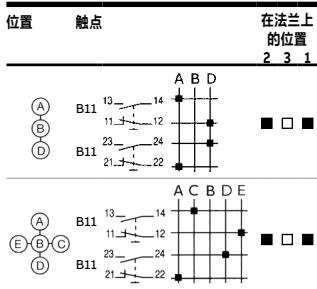 位置 触点 在法兰上
的位置
2 3 1
A B D
A
B
D
B11 13 14
11 12
B11 23 24
21 22
A C B D E
A
E B C
D
B11 13 14
11 12
B11 23 24
21 22